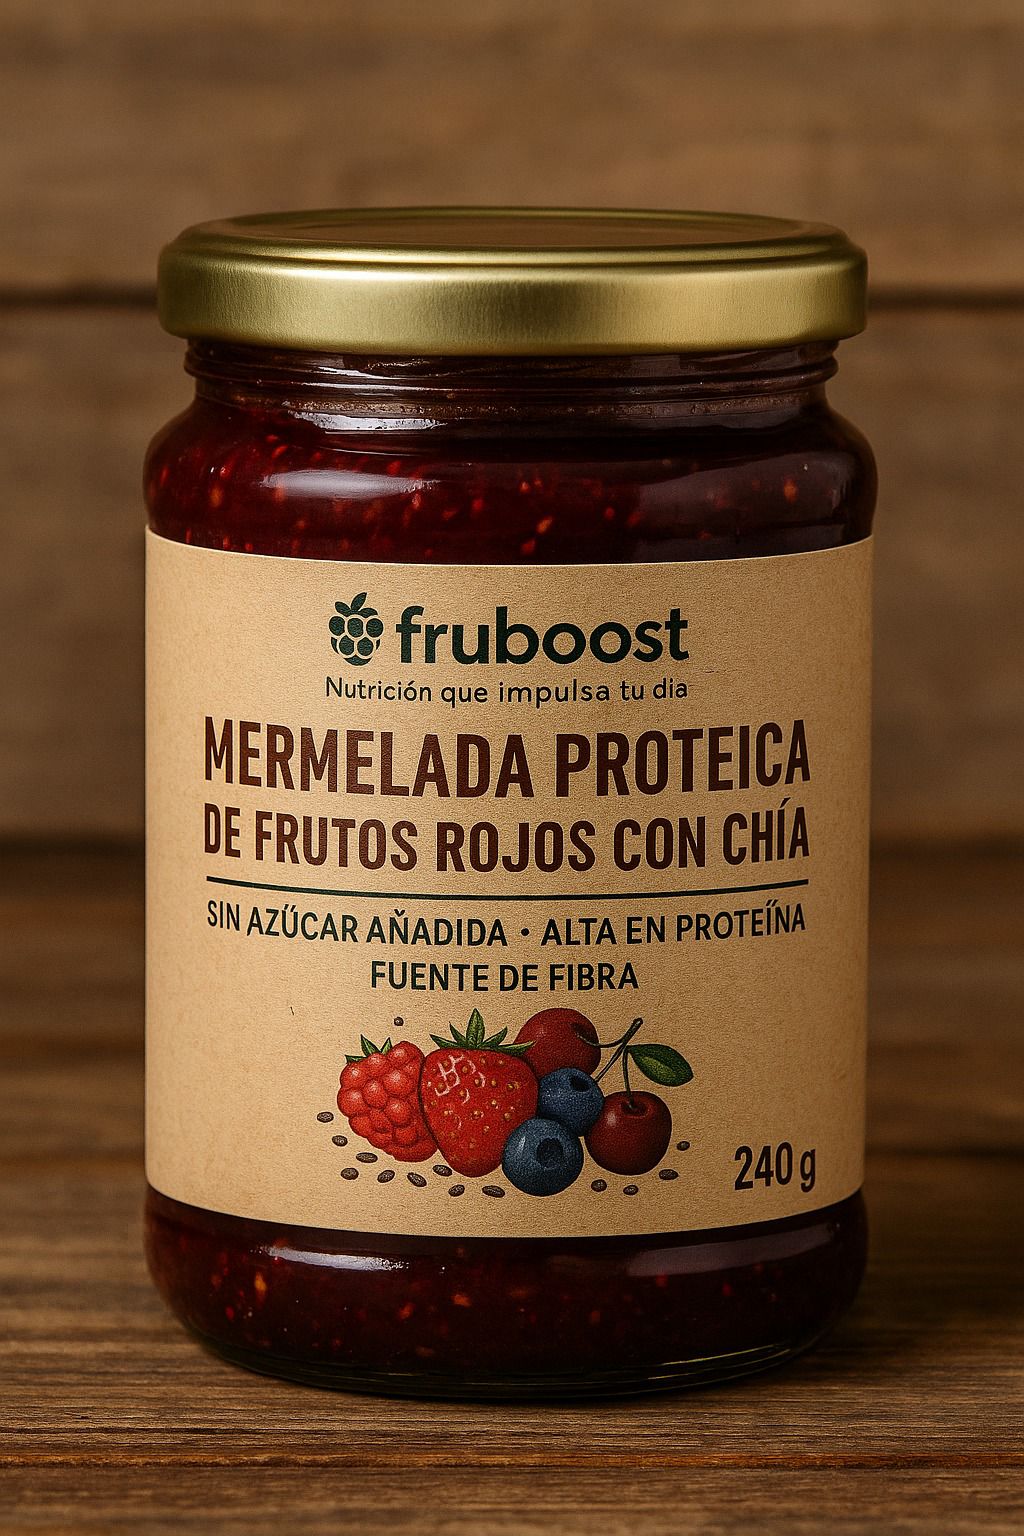 fruboost
Nutrición que impulsa tu dia
MERMELADA PROTEICA
DE FRUTOS ROJOS CON CHÍA
SIN AZÚCAR AÑADIDA • ALTA EN PROTEÍNA
FUENTE DE FIBRA
240 g